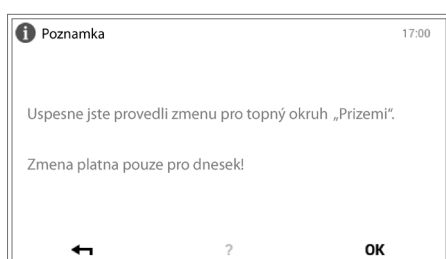 Poznamka
17:00
Uspesne jste provedli zmenu pro topný okruh „Prizemi“.
Zmena platna pouze pro dnesek!
?
OK